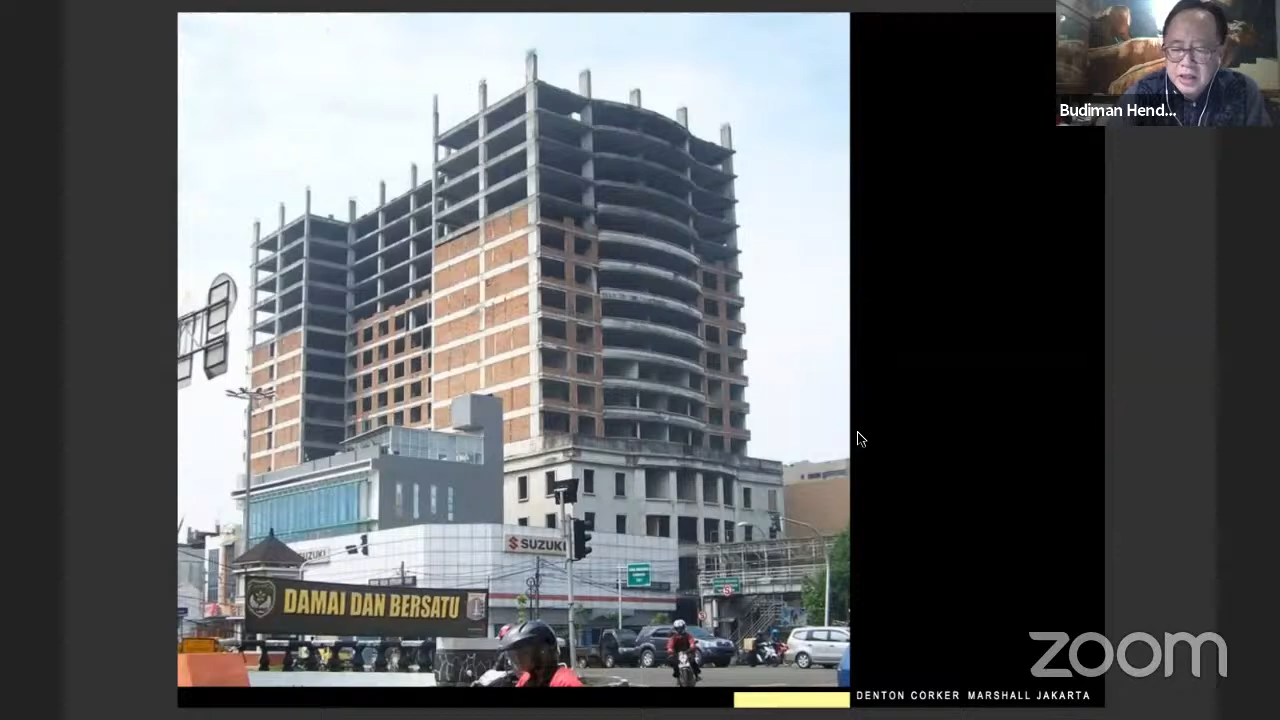 Budiman Hend...
SUZUKI
SUZUKI
DAMAI DAN BERSATU
zoom
DENTON CORKER MARSHALL JAKARTA